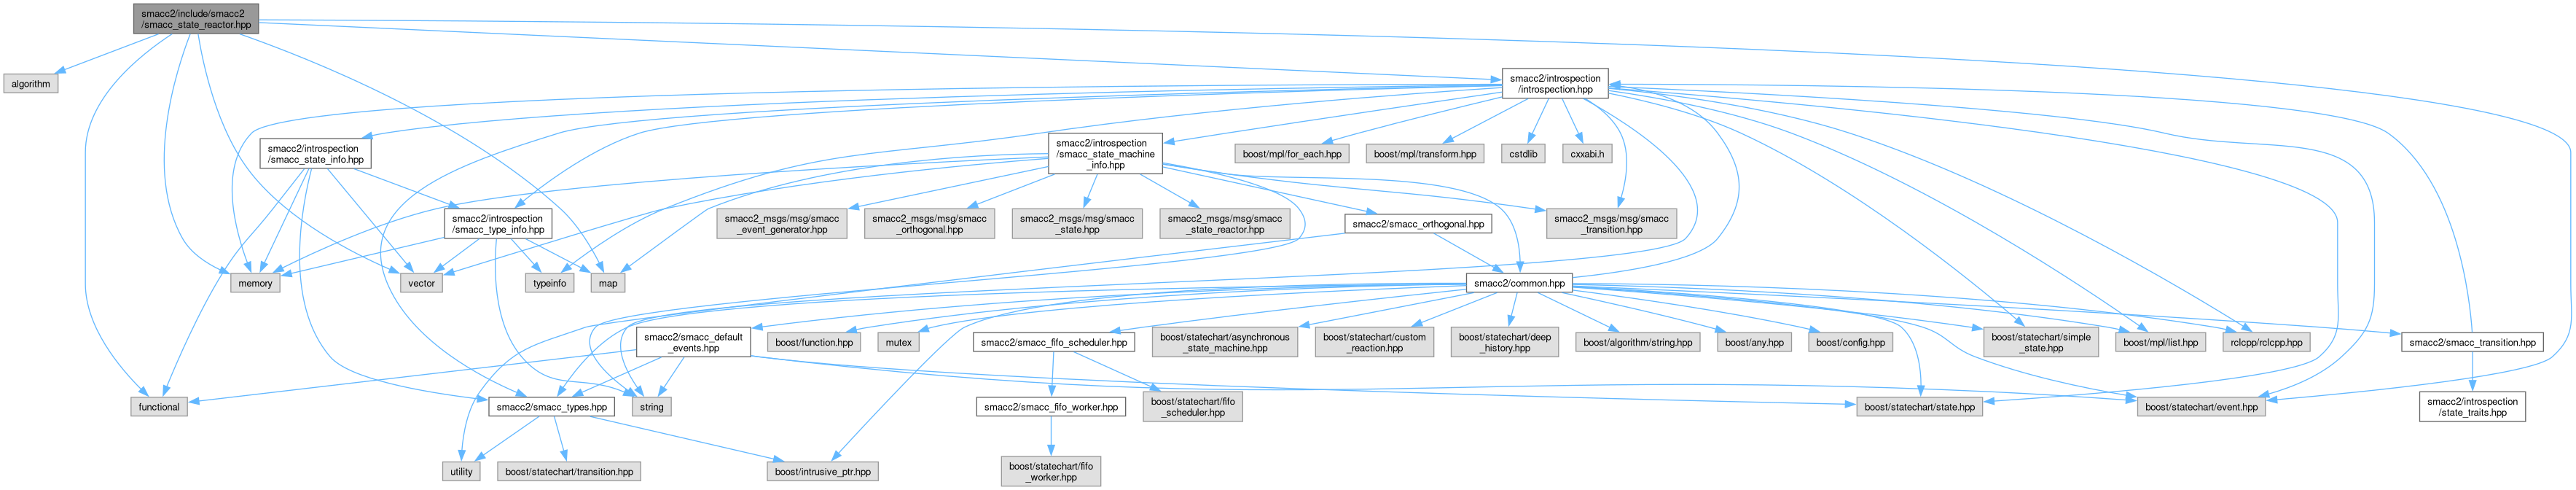 smacc2/include/smacc2
/smacc_state_reactor.hpp
algorithm
smacc2/introspection
/introspection.hpp
smacc2/introspection
/smacc_state_info.hpp
smacc2/introspection
/smacc_state_machine
_info.hpp
boost/mpl/for_each.hpp
boost/mpl/transform.hpp
cstdlib
cxxabi.h
smacc2/introspection
/smacc_type_info.hpp
smacc2_msgs/msg/smacc
_event_generator.hpp
smacc2_msgs/msg/smacc
_orthogonal.hpp
smacc2_msgs/msg/smacc
_state.hpp
smacc2_msgs/msg/smacc
_state_reactor.hpp
smacc2/smacc_orthogonal.hpp
smacc2_msgs/msg/smacc
_transition.hpp
memory
vector
typeinfo
map
smacc2/common.hpp
smacc2/smacc_default
_events.hpp
boost/function.hpp
mutex
smacc2/smacc_fifo_scheduler.hpp
boost/statechart/asynchronous
_state_machine.hpp
boost/statechart/custom
_reaction.hpp
boost/statechart/deep
_history.hpp
boost/algorithm/string.hpp
boost/any.hpp
boost/config.hpp
boost/statechart/simple
_state.hpp
boost/mpl/list.hpp
rclcpp/rclcpp.hpp
smacc2/smacc_transition.hpp
functional
smacc2/smacc_types.hpp
string
smacc2/smacc_fifo_worker.hpp
boost/statechart/fifo
_scheduler.hpp
boost/statechart/state.hpp
boost/statechart/event.hpp
smacc2/introspection
/state_traits.hpp
utility
boost/statechart/transition.hpp
boost/intrusive_ptr.hpp
boost/statechart/fifo
_worker.hpp